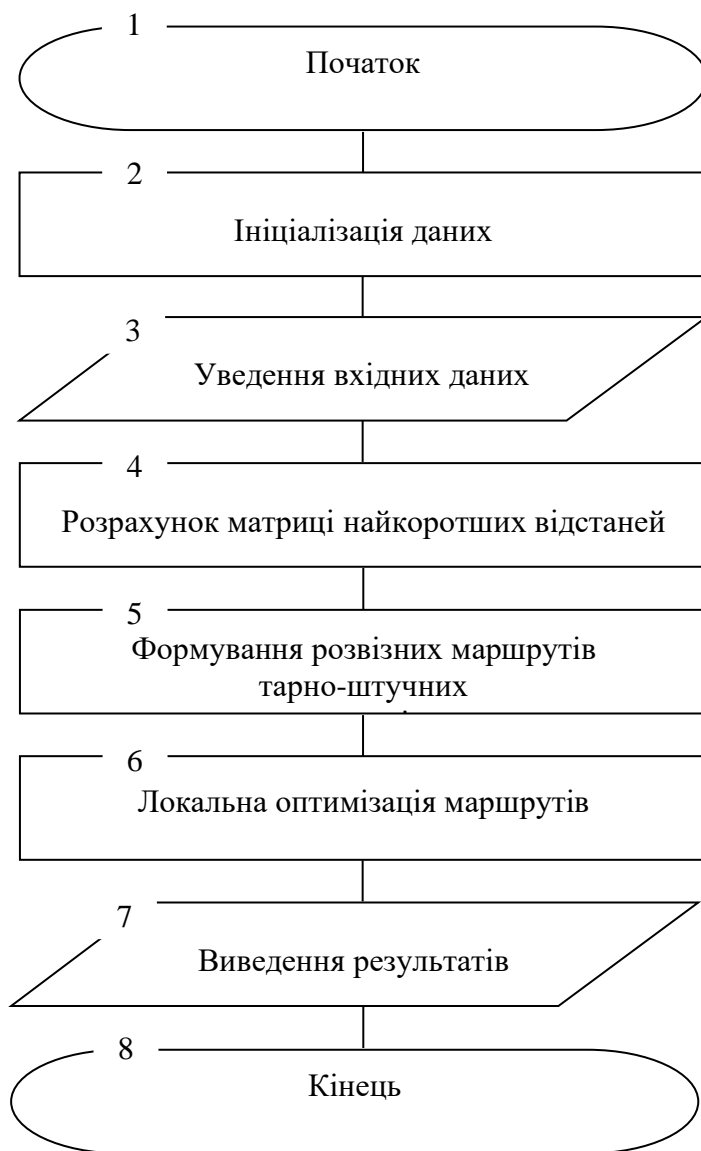 1
Початок
2
Ініціалізація даних
3
Уведення вхідних даних
4
Розрахунок матриці найкоротших відстаней
5
Формування розвізних маршрутів
тарно-штучних
6
Локальна оптимізація маршрутів
7
Виведення результатів
8
Кінець